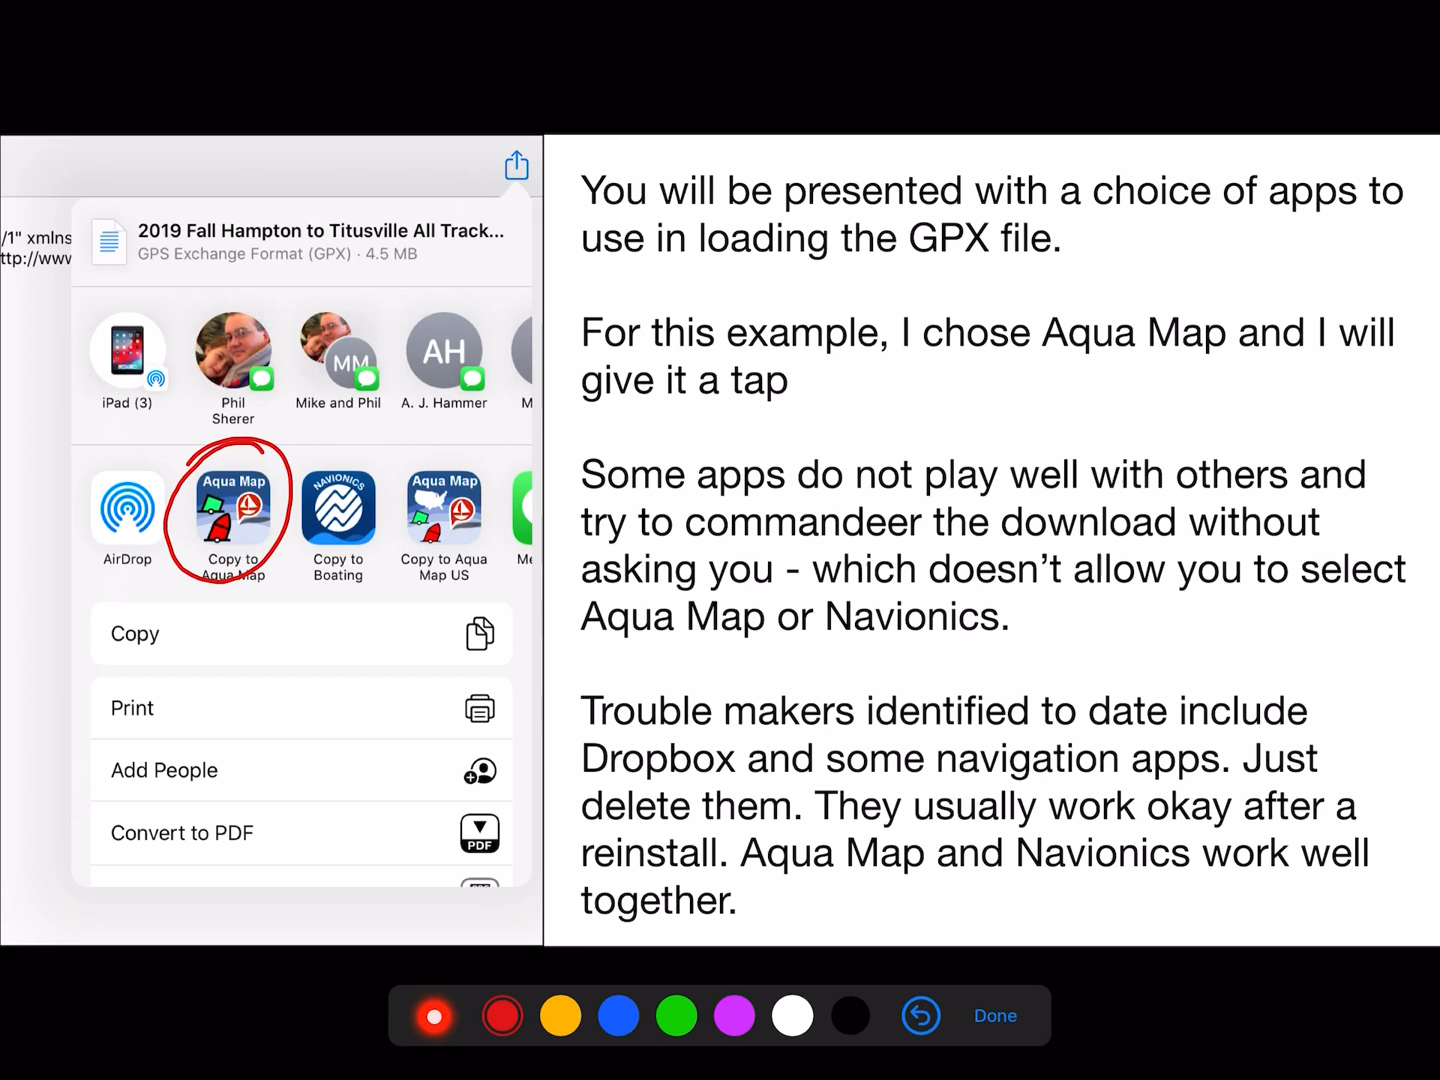 /1" xmlns
ttp://www
2019 Fall Hampton to Titusville All Track...
GPS Exchange Format (GPX) · 4.5 MB
MM
AH
iPad (3)
Phil
Sherer
Mike and Phil
A. J. Hammer
M
Aqua Map
NAVIONICS
Aqua Map
AirDrop
Copy to
Aqua Map
Copy to
Boating
Copy to Aqua
Map US
Me
Copy
Print
Add People
Convert to PDF
PDF
You will be presented with a choice of apps to
use in loading the GPX file.
For this example, I chose Aqua Map and I will
give it a tap
Some apps do not play well with others and
try to commandeer the download without
asking you - which doesn’t allow you to select
Aqua Map or Navionics.
Trouble makers identified to date include
Dropbox and some navigation apps. Just
delete them. They usually work okay after a
reinstall. Aqua Map and Navionics work well
together.
Done